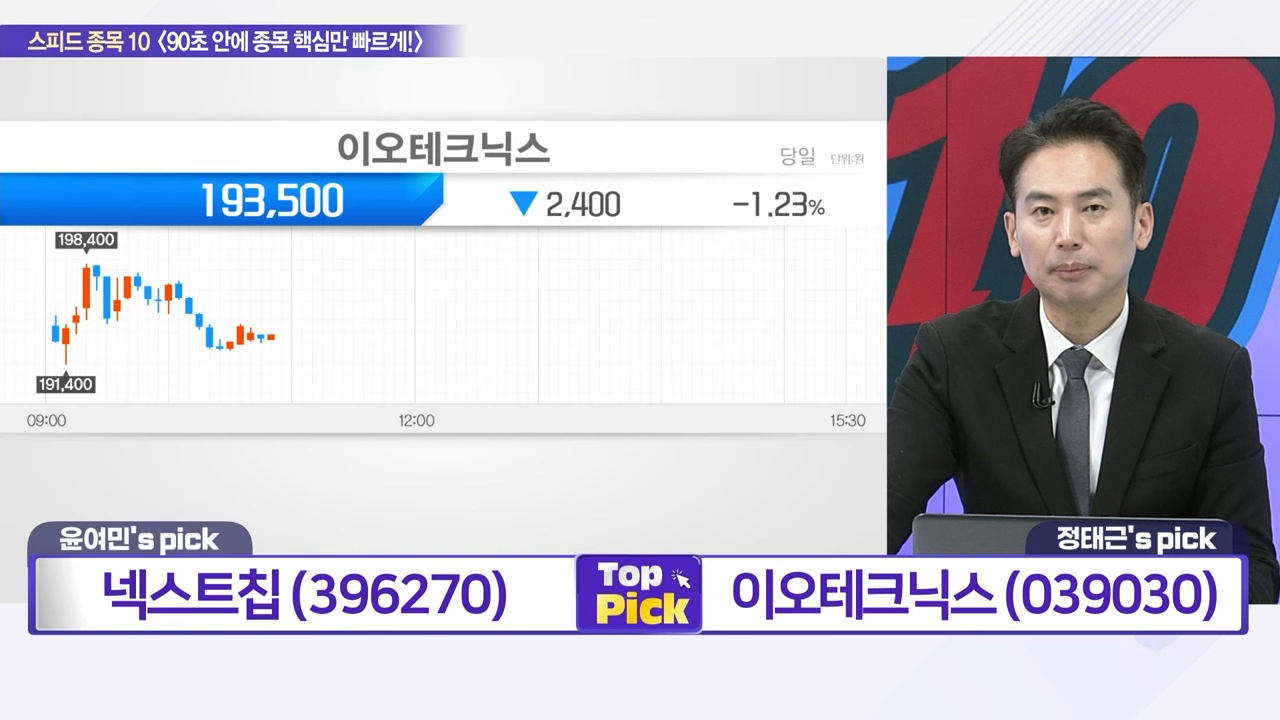 스피드 종목 10 〈90초 안에 종목 핵심만 빠르게!〉
이오테크닉스
당일 단위:원
193,500 ▼ 2,400 -1.23%
198,400
191,400
09:00 12:00 15:30
윤여민's pick
정태근's pick
넥스트칩 (396270)
Top Pick
이오테크닉스 (039030)
10